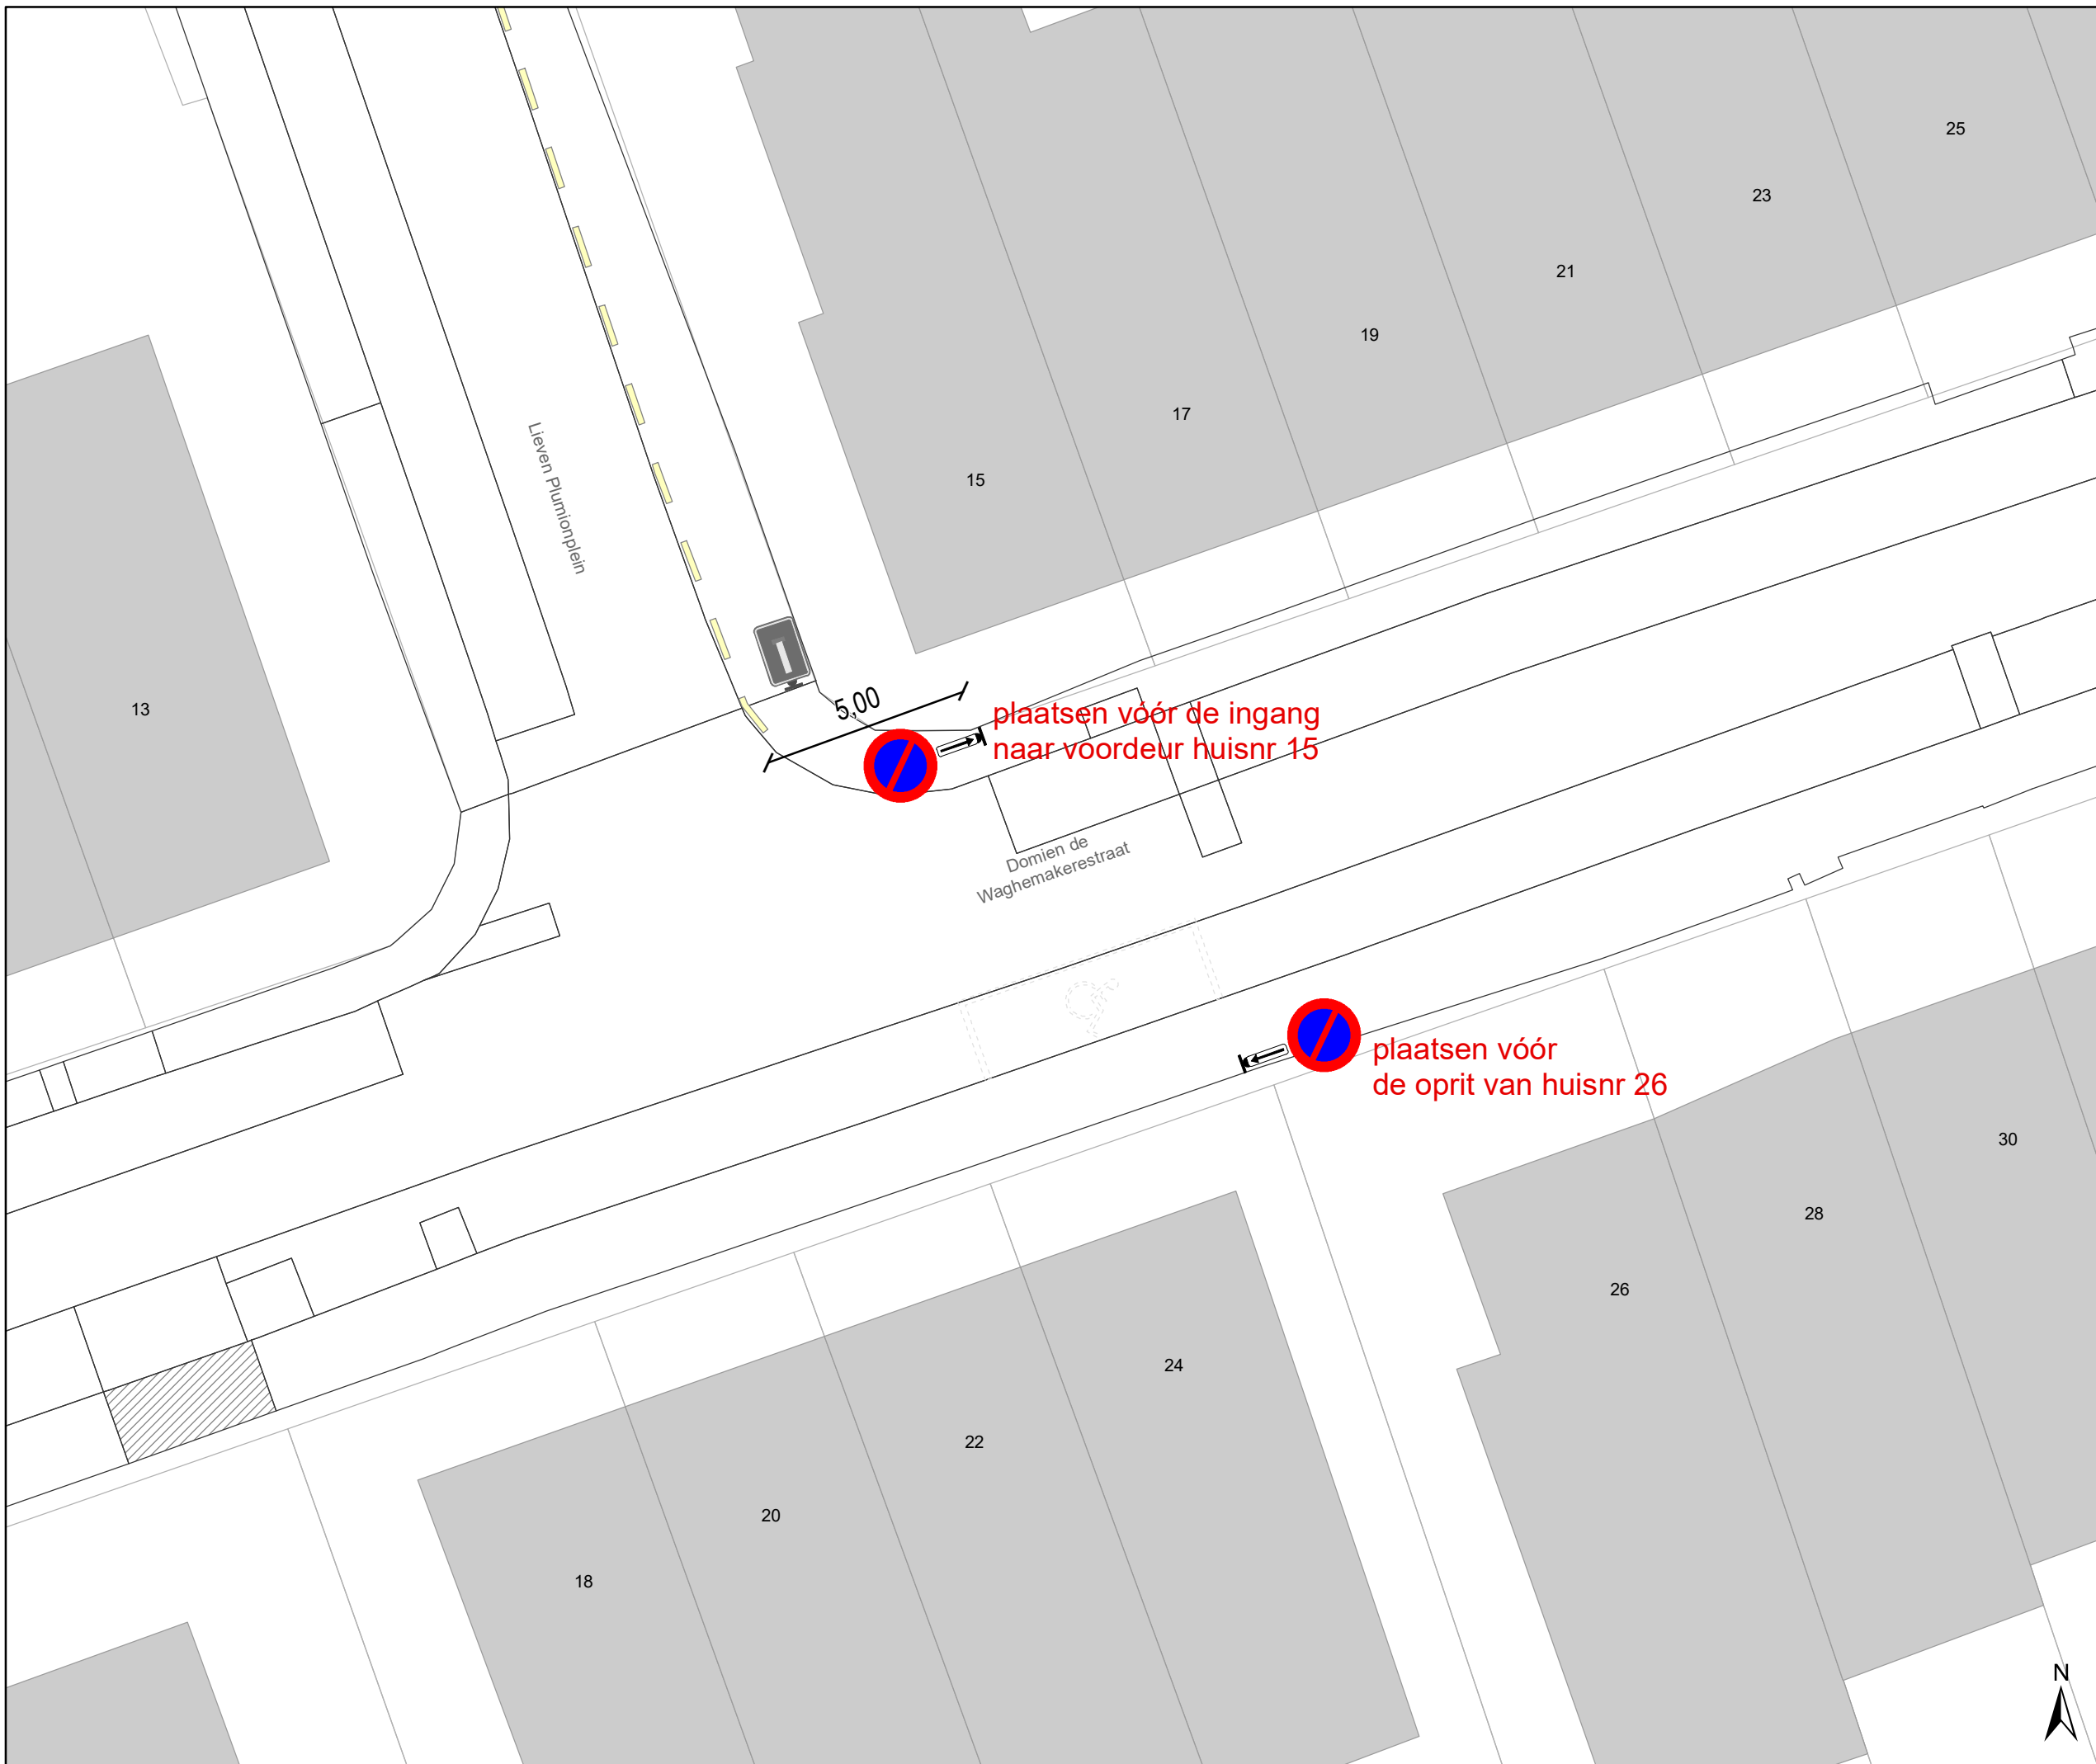 25
23
21
19
17
15
Lieven Plumionplein
13
5,00
plaatsen vóór de ingang
naar voordeur huisnr 15
Domien de
Waghemakerestraat
plaatsen vóór
de oprit van huisnr 26
30
28
26
24
22
20
18
N